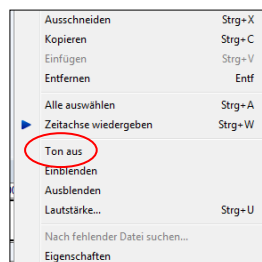 Ausschneiden Strg+X
Kopieren Strg+C
Einfügen Strg+V
Entfernen Entf
Alle auswählen Strg+A
Zeitachse wiedergeben Strg+W
Ton aus
Einblenden
Ausblenden
Lautstärke... Strg+U
Nach fehlender Datei suchen...
Eigenschaften